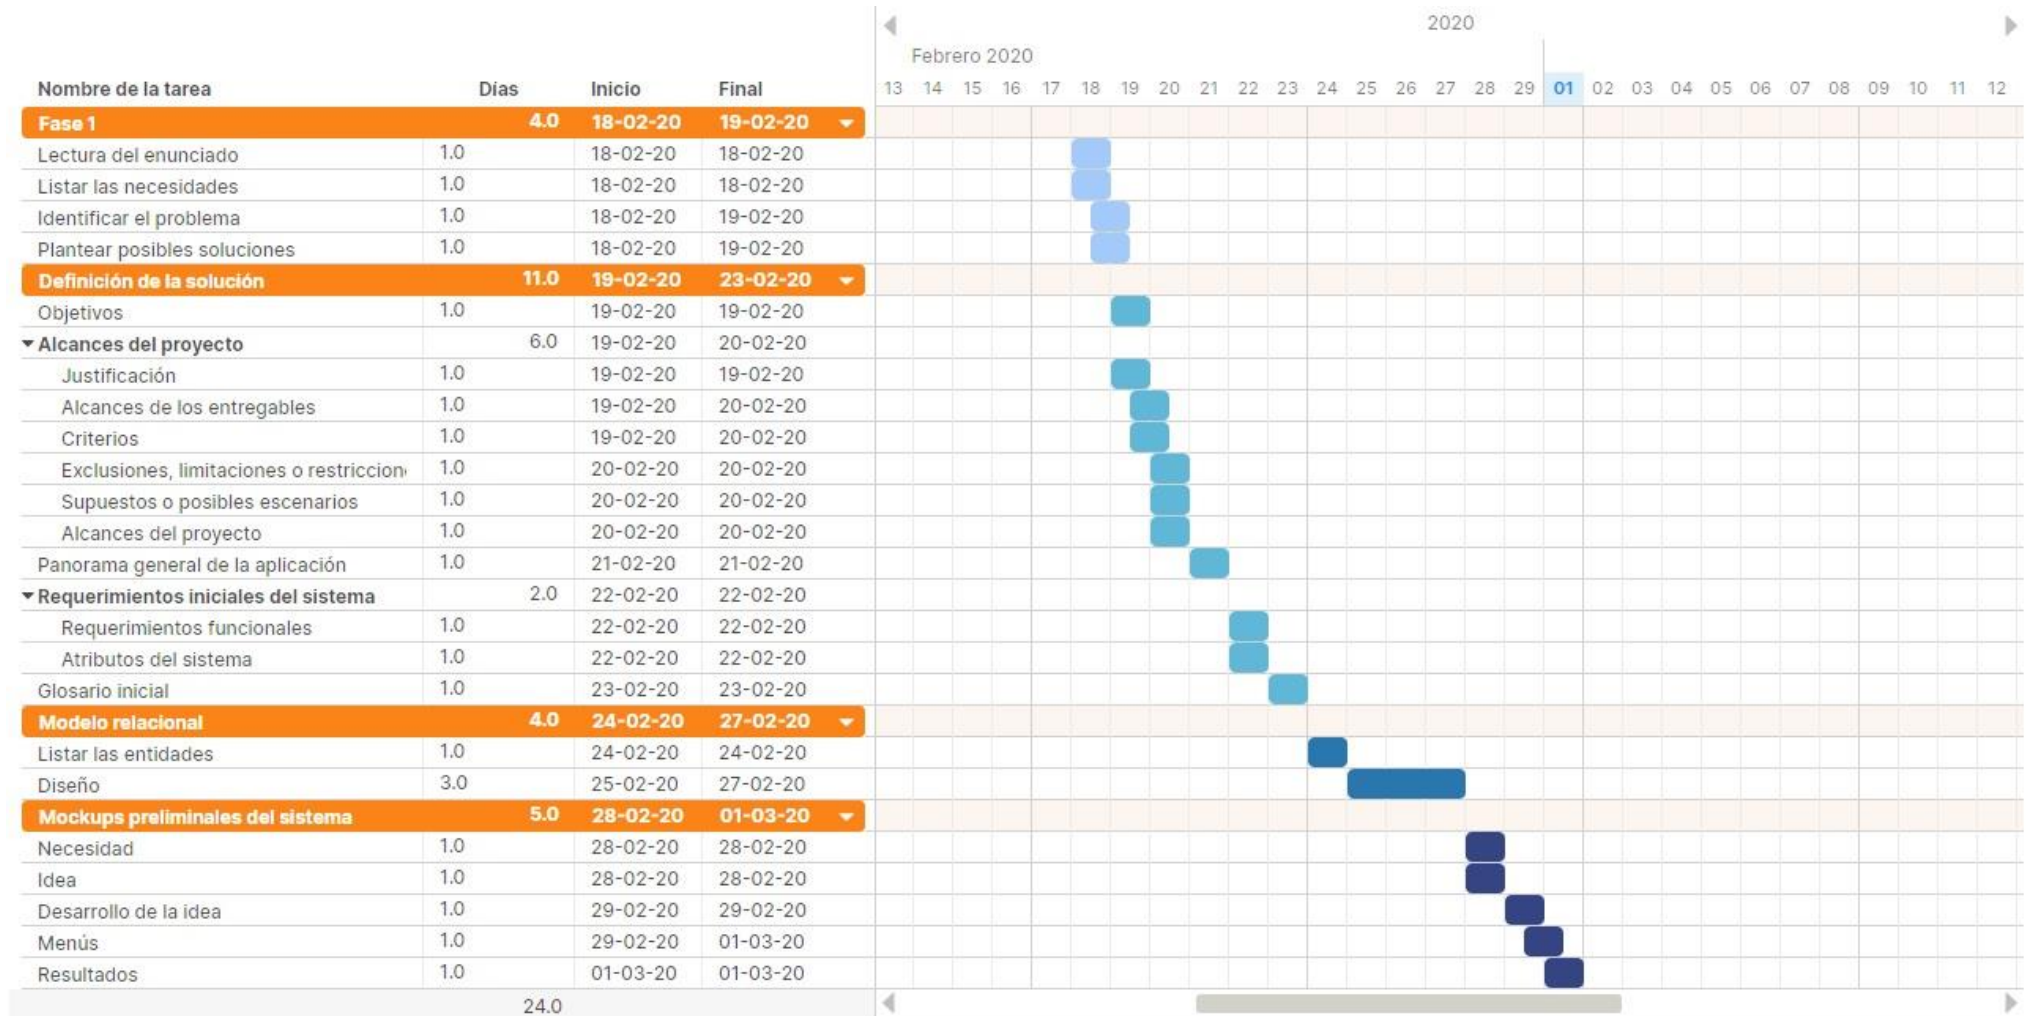 2020
Febrero 2020
Nombre de la tarea Días Inicio Final 13 14 15 16 17 18 19 20 21 22 23 24 25 26 27 28 29 01 02 03 04 05 06 07 08 09 10 11 12
Fase 1 4.0 18-02-20 19-02-20
Lectura del enunciado 1.0 18-02-20 18-02-20
Listar las necesidades 1.0 18-02-20 18-02-20
Identificar el problema 1.0 18-02-20 19-02-20
Plantear posibles soluciones 1.0 18-02-20 19-02-20
Definición de la solución 11.0 19-02-20 23-02-20
Objetivos 1.0 19-02-20 19-02-20
Alcances del proyecto 6.0 19-02-20 20-02-20
Justificación 1.0 19-02-20 19-02-20
Alcances de los entregables 1.0 19-02-20 20-02-20
Criterios 1.0 19-02-20 20-02-20
Exclusiones, limitaciones o restriccion 1.0 20-02-20 20-02-20
Supuestos o posibles escenarios 1.0 20-02-20 20-02-20
Alcances del proyecto 1.0 20-02-20 20-02-20
Panorama general de la aplicación 1.0 21-02-20 21-02-20
Requerimientos iniciales del sistema 2.0 22-02-20 22-02-20
Requerimientos funcionales 1.0 22-02-20 22-02-20
Atributos del sistema 1.0 22-02-20 22-02-20
Glosario inicial 1.0 23-02-20 23-02-20
Modelo relacional 4.0 24-02-20 27-02-20
Listar las entidades 1.0 24-02-20 24-02-20
Diseño 3.0 25-02-20 27-02-20
Mockups preliminales del sistema 5.0 28-02-20 01-03-20
Necesidad 1.0 28-02-20 28-02-20
Idea 1.0 28-02-20 28-02-20
Desarrollo de la idea 1.0 29-02-20 29-02-20
Menús 1.0 29-02-20 01-03-20
Resultados 1.0 01-03-20 01-03-20
24.0